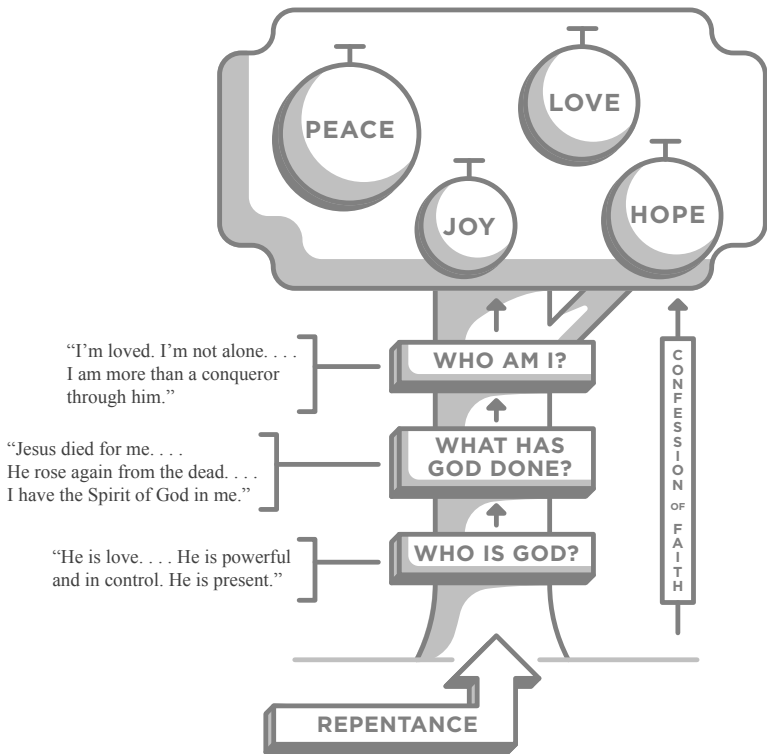 PEACE
LOVE
JOY
HOPE
“I’m loved. I’m not alone. . . .
I am more than a conqueror
through him.”
WHO AM I?
“Jesus died for me. . . .
He rose again from the dead. . . .
I have the Spirit of God in me.”
WHAT HAS
GOD DONE?
“He is love. . . . He is powerful
and in control. He is present.”
WHO IS GOD?
CONFESSION OF FAITH
REPENTANCE